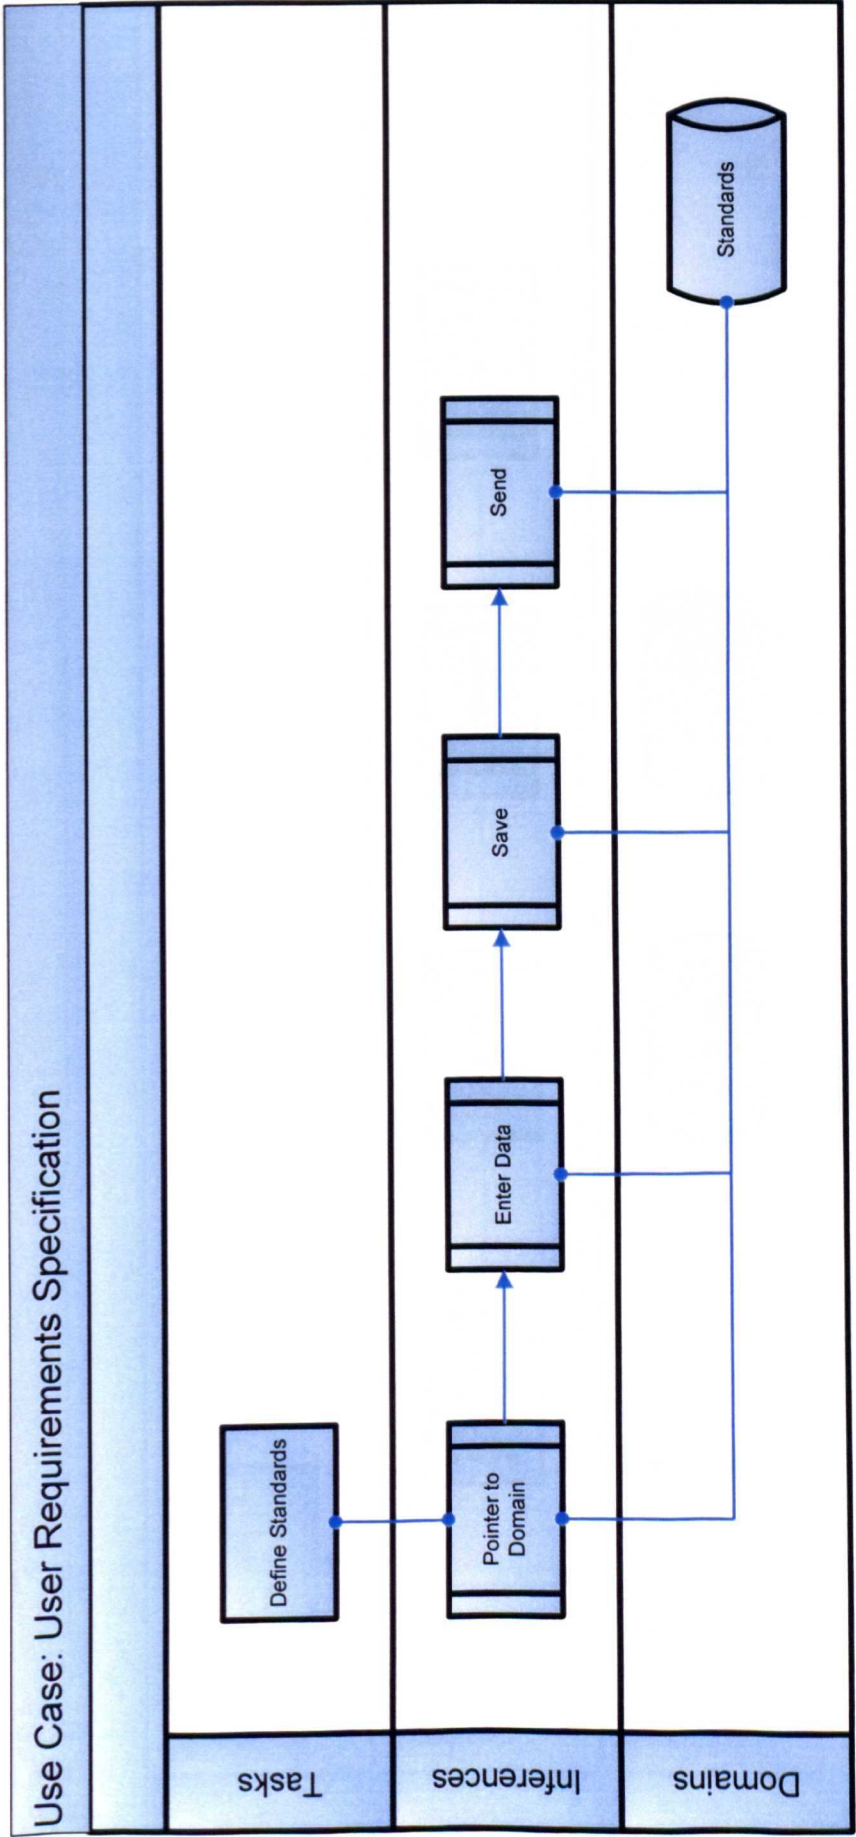 Use Case: User Requirements Specification
Tasks
Define Standards
Inferences
Pointer to
Domain
Enter Data
Save
Send
Domains
Standards